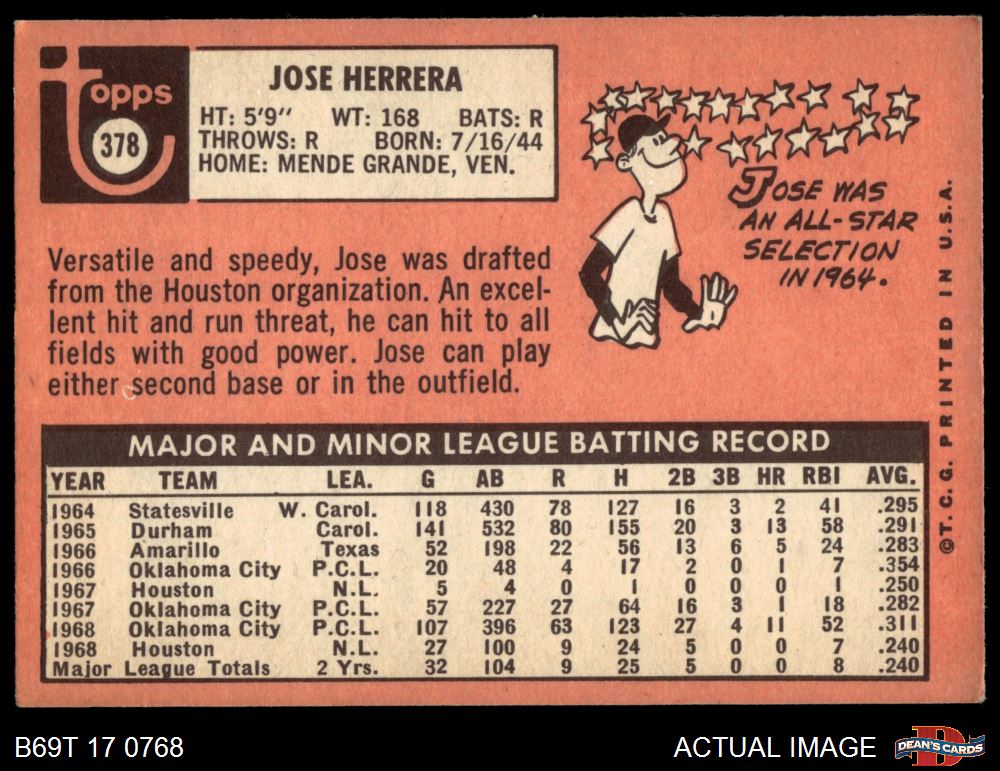 Topps
378
JOSE HERRERA
HT: 5'9" WT: 168 BATS: R
THROWS: R BORN: 7/16/44
HOME: MENDE GRANDE, VEN.
Versatile and speedy, Jose was drafted
from the Houston organization. An excel-
lent hit and run threat, he can hit to all
fields with good power. Jose can play
either second base or in the outfield.
JOSE WAS
AN ALL-STAR
SELECTION
IN 1964.
©T.C.G. PRINTED IN U.S.A.
MAJOR AND MINOR LEAGUE BATTING RECORD
YEAR TEAM LEA. G AB R H 2B 3B HR RBI AVG.
1964 Statesville W. Carol. 118 430 78 127 16 3 2 41 .295
1965 Durham Carol. 141 532 80 155 20 3 13 58 .291
1966 Amarillo Texas 52 198 22 56 13 6 5 24 .283
1966 Oklahoma City P.C.L. 20 48 4 17 2 0 1 7 .354
1967 Houston N.L. 5 4 0 1 0 0 0 1 .250
1967 Oklahoma City P.C.L. 57 227 27 64 16 3 1 18 .282
1968 Oklahoma City P.C.L. 107 396 63 123 27 4 11 52 .311
1968 Houston N.L. 27 100 9 24 5 0 0 7 .240
Major League Totals 2 Yrs. 32 104 9 25 5 0 0 8 .240
B69T 17 0768
ACTUAL IMAGE
D
DEAN'S CARDS